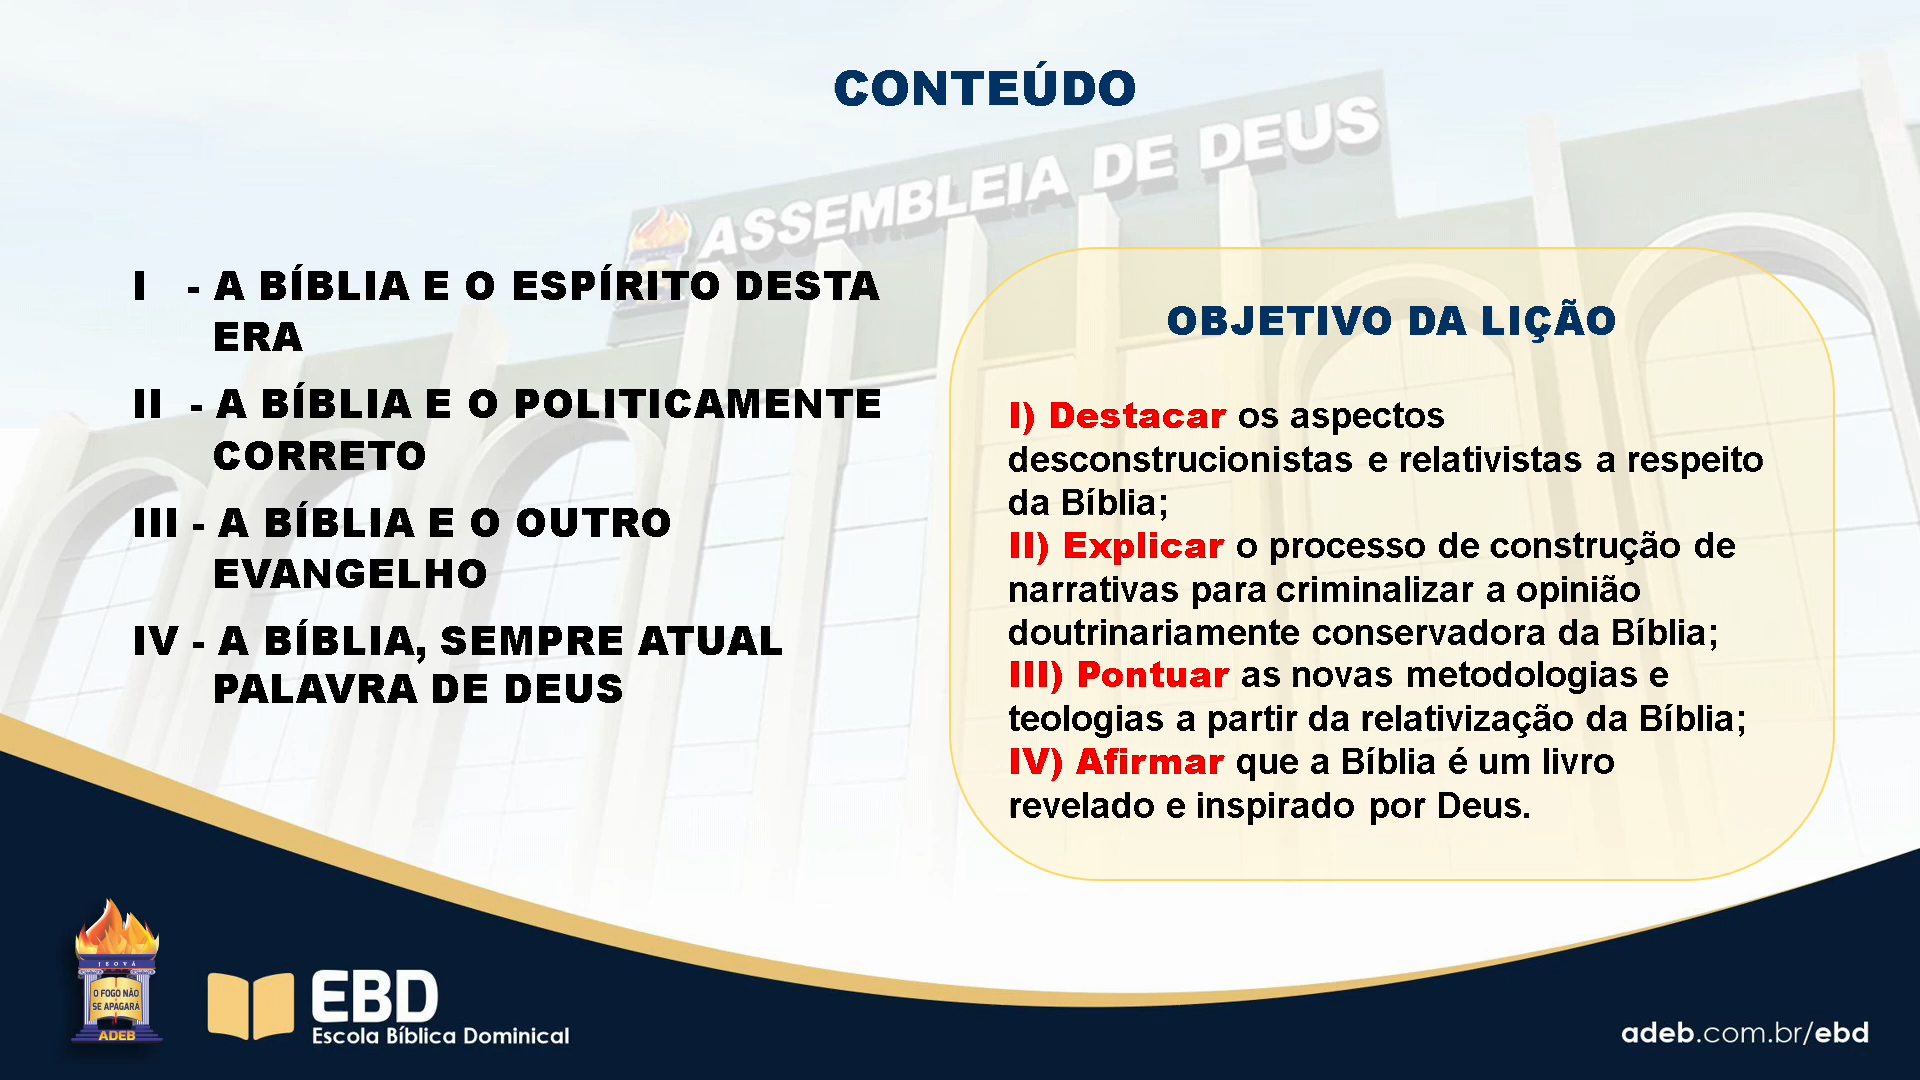 CONTEÚDO
ASSEMBLEIA DE DEUS
I - A BÍBLIA E O ESPÍRITO DESTA
ERA
II - A BÍBLIA E O POLITICAMENTE
CORRETO
III - A BÍBLIA E O OUTRO
EVANGELHO
IV - A BÍBLIA, SEMPRE ATUAL
PALAVRA DE DEUS
OBJETIVO DA LIÇÃO
I) Destacar os aspectos
desconstrucionistas e relativistas a respeito
da Bíblia;
II) Explicar o processo de construção de
narrativas para criminalizar a opinião
doutrinariamente conservadora da Bíblia;
III) Pontuar as novas metodologias e
teologias a partir da relativização da Bíblia;
IV) Afirmar que a Bíblia é um livro
revelado e inspirado por Deus.
JEOVÁ
O FOGO NÃO
SE APAGARÁ
ADEB
EBD
Escola Bíblica Dominical
adeb.com.br/ebd